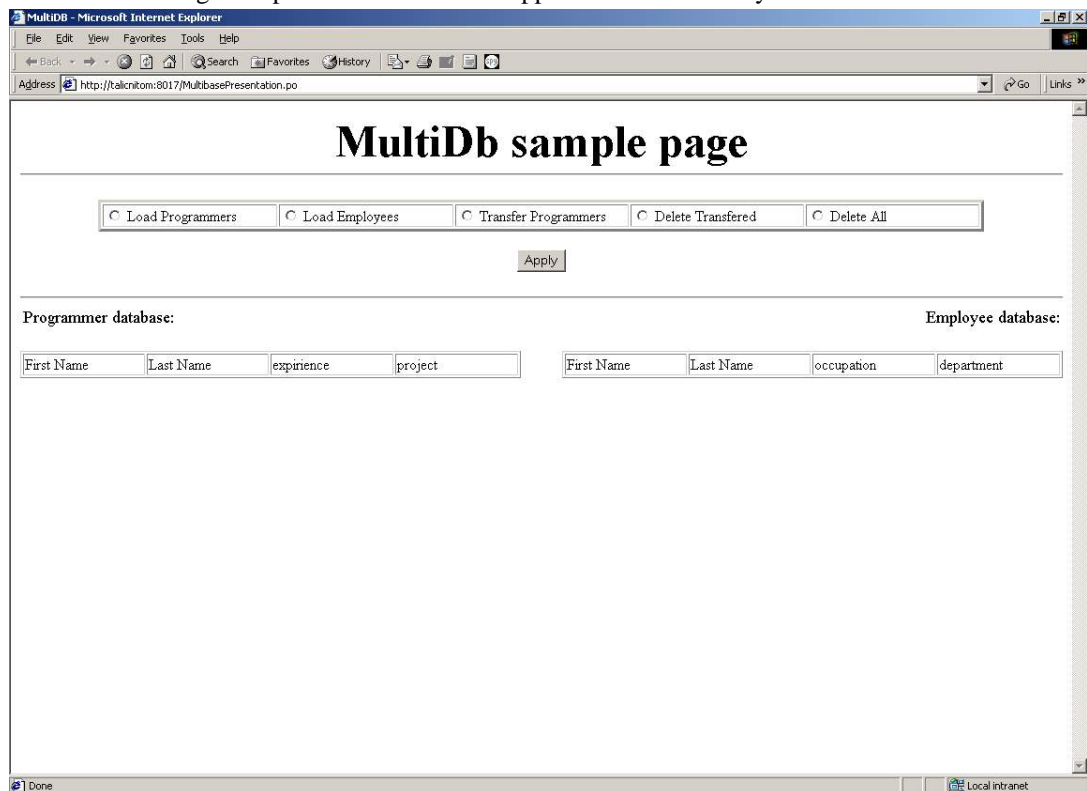 MultiDB - Microsoft Internet Explorer
File Edit View Favorites Tools Help
Back Search Favorites History
Address http://talicnitom:8017/MultibasePresentation.po Go Links »
MultiDb sample page
Load Programmers Load Employees Transfer Programmers Delete Transfered Delete All
Apply
Programmer database: Employee database:
First Name Last Name expirience project First Name Last Name occupation department
Done Local intranet